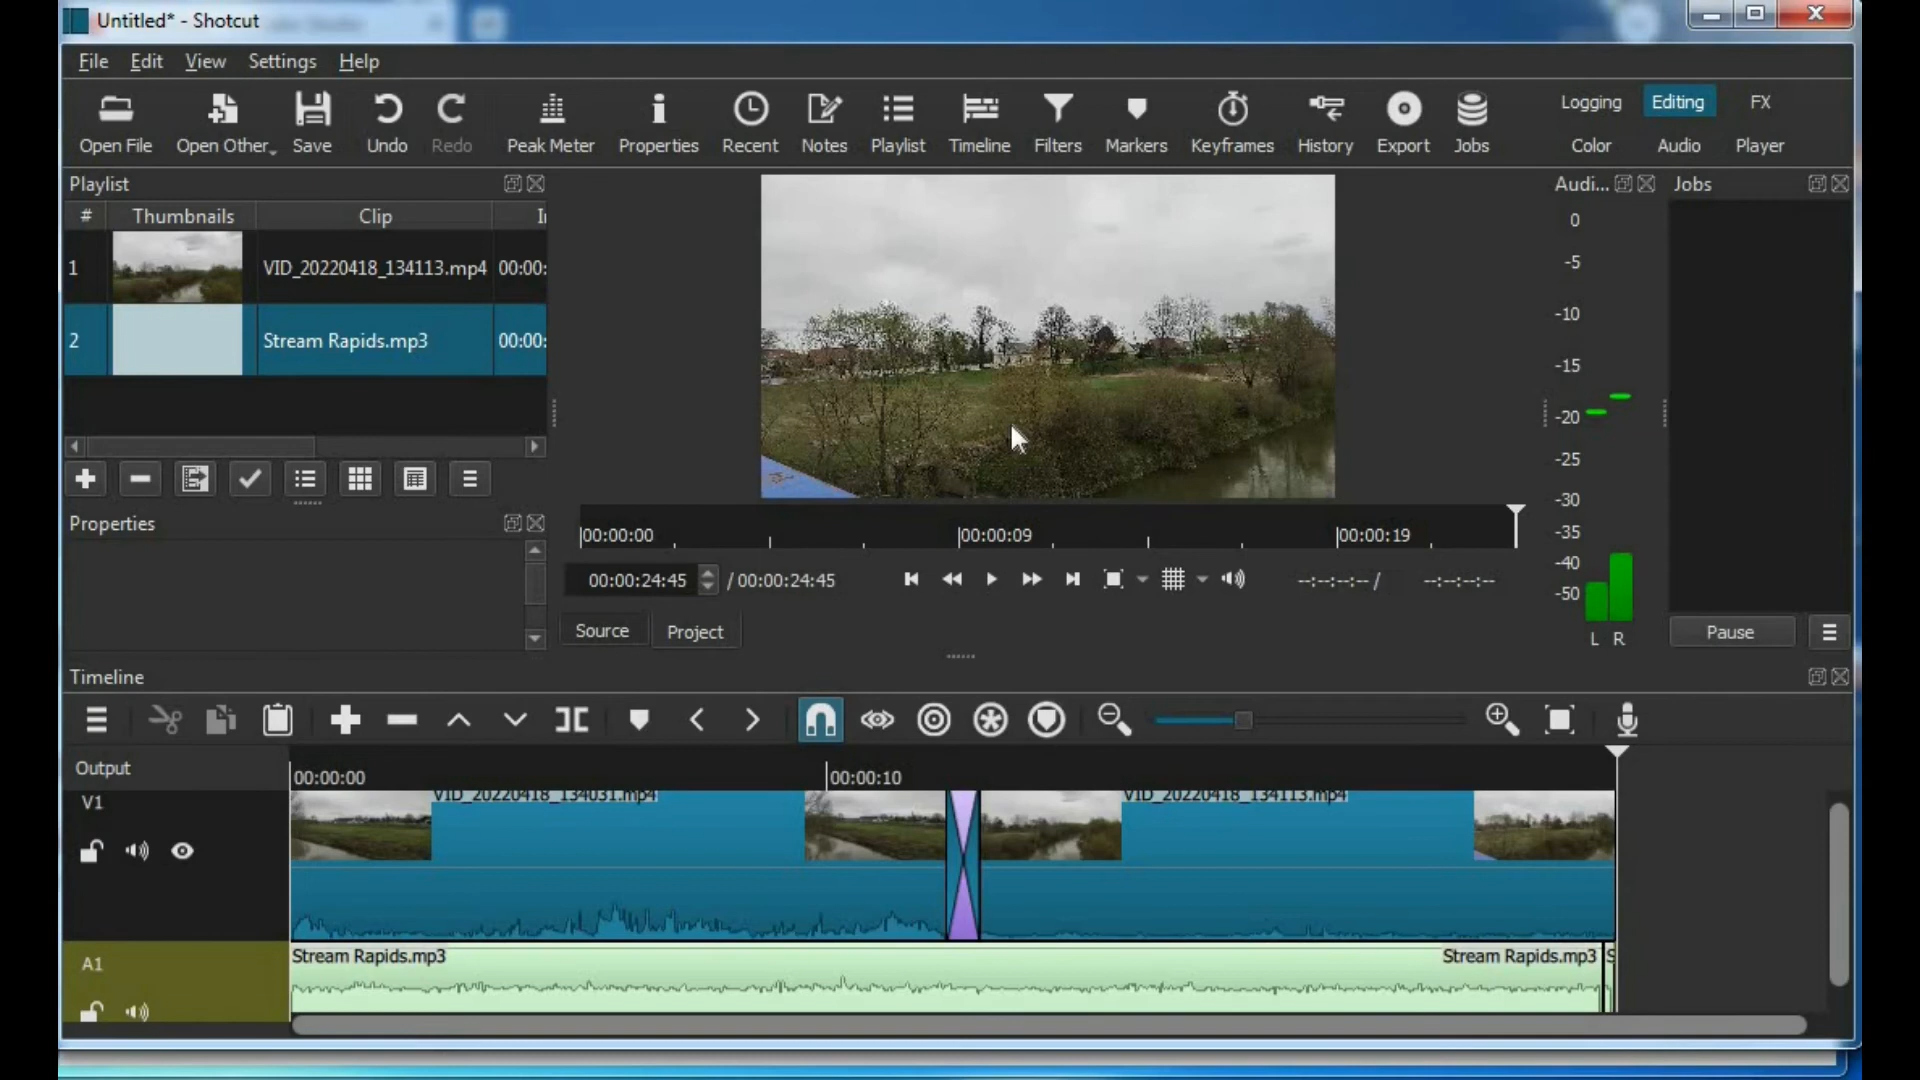 Untitled* - Shotcut
File Edit View Settings Help
Open File Open Other Save Undo Redo Peak Meter Properties Recent Notes Playlist Timeline Filters Markers Keyframes History Export Jobs
Logging Editing FX
Color Audio Player
Playlist
# Thumbnails Clip
1 VID_20220418_134113.mp4 00:00:
2 Stream Rapids.mp3 00:00:
Properties
00:00:00 00:00:09 00:00:19
00:00:24:45 / 00:00:24:45 --:--:--:-- / --:--:--:--
Source Project
Audi...
0
-5
-10
-15
-20
-25
-30
-35
-40
-50
L R
Jobs
Pause
Timeline
Output 00:00:00 00:00:10
V1 VID_20220418_134031.mp4 VID_20220418_134113.mp4
A1 Stream Rapids.mp3 Stream Rapids.mp3 S